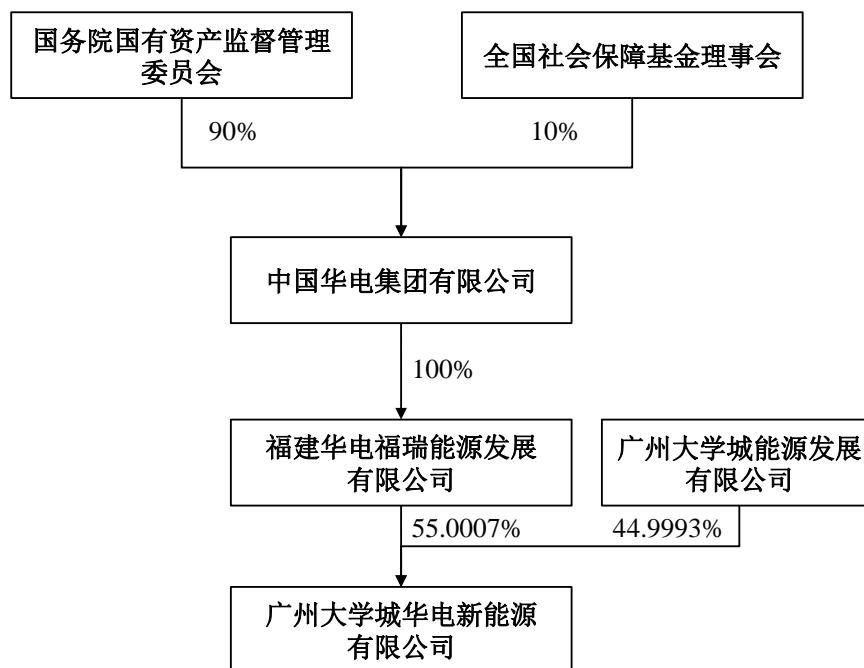 国务院国有资产监督管理
委员会
全国社会保障基金理事会
90%
10%
中国华电集团有限公司
100%
福建华电福瑞能源发展
有限公司
广州大学城能源发展
有限公司
55.0007%
44.9993%
广州大学城华电新能源
有限公司